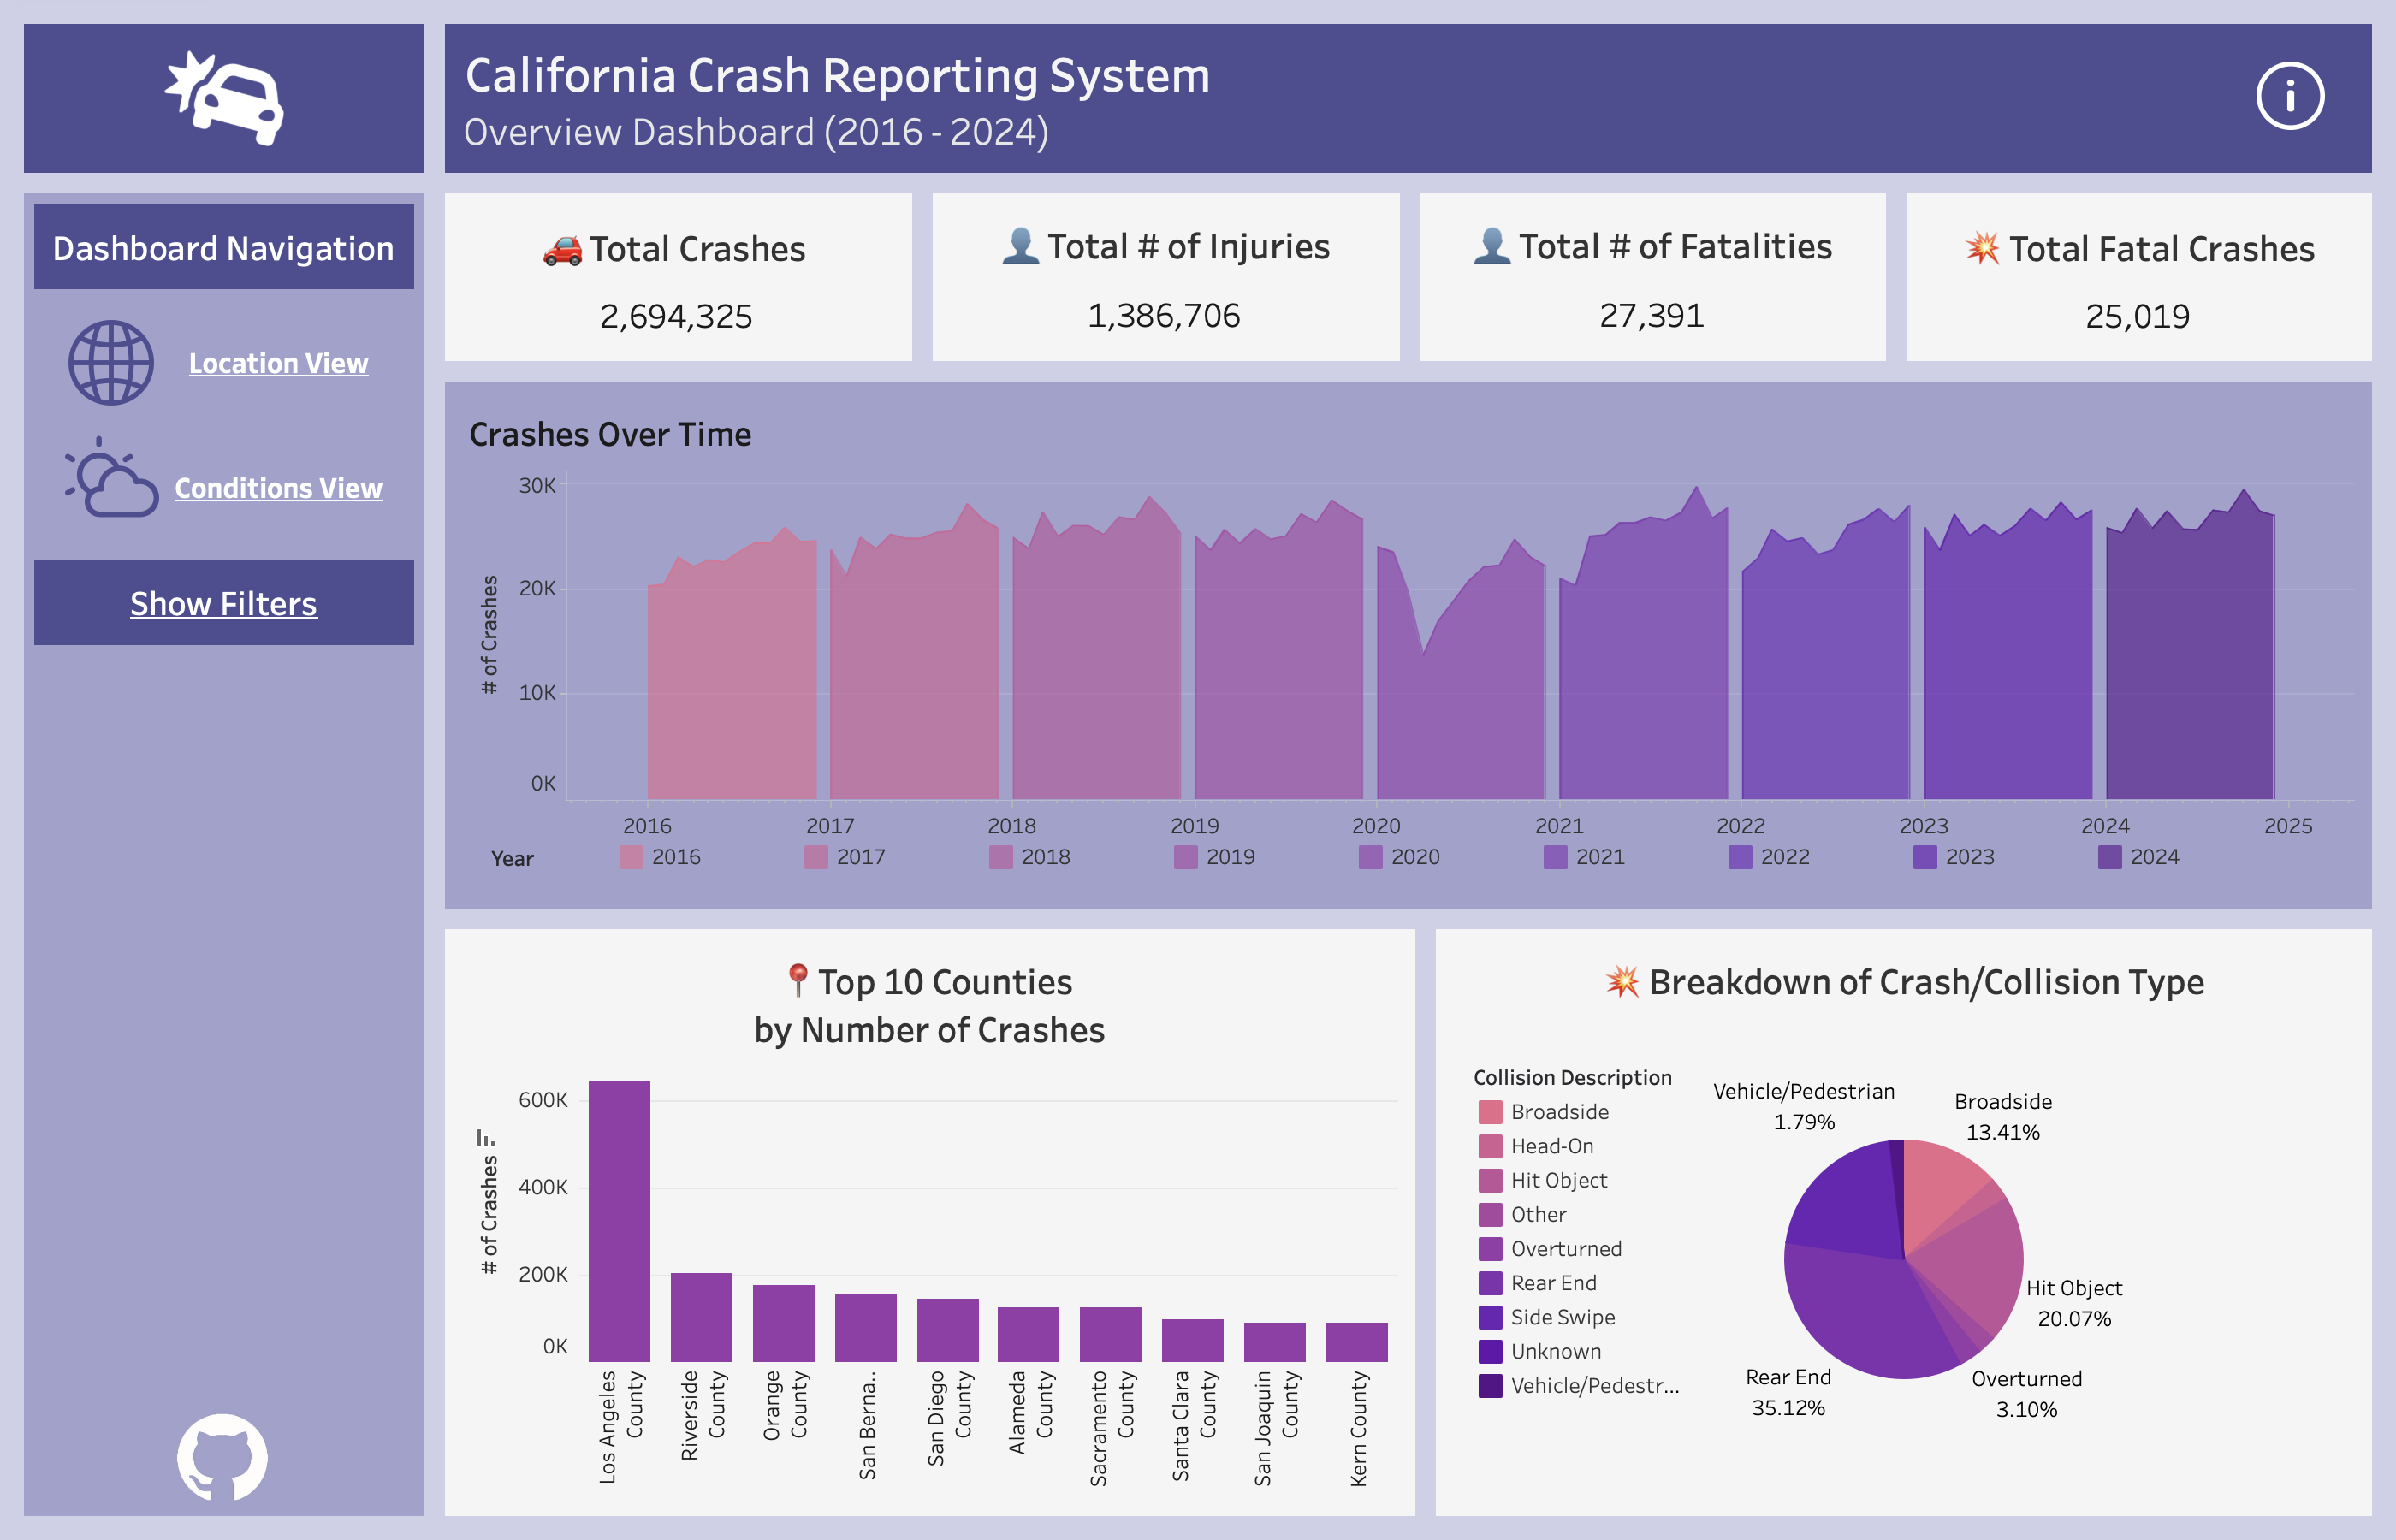 California Crash Reporting System
Overview Dashboard (2016 - 2024)
Dashboard Navigation
Location View
Conditions View
Show Filters
Total Crashes
2,694,325
Total # of Injuries
1,386,706
Total # of Fatalities
27,391
Total Fatal Crashes
25,019
Crashes Over Time
# of Crashes
30K
20K
10K
0K
2016
2017
2018
2019
2020
2021
2022
2023
2024
2025
Year
2016
2017
2018
2019
2020
2021
2022
2023
2024
Top 10 Counties
by Number of Crashes
# of Crashes
600K
400K
200K
0K
Los Angeles
County
Riverside
County
Orange
County
San Berna..
San Diego
County
Alameda
County
Sacramento
County
Santa Clara
County
San Joaquin
County
Kern County
Breakdown of Crash/Collision Type
Collision Description
Broadside
Head-On
Hit Object
Other
Overturned
Rear End
Side Swipe
Unknown
Vehicle/Pedestr...
Vehicle/Pedestrian
1.79%
Broadside
13.41%
Hit Object
20.07%
Overturned
3.10%
Rear End
35.12%